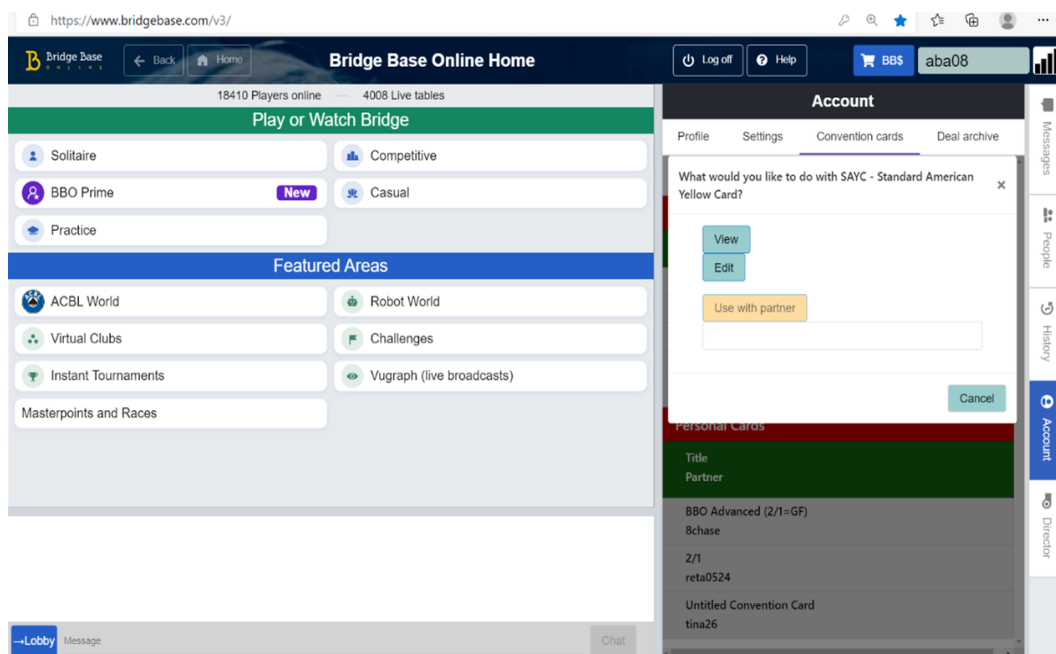 https://www.bridgebase.com/v3/
Bridge Base
ONLINE
Back
Home
Bridge Base Online Home
Log off
Help
BB$
aba08
18410 Players online — 4008 Live tables
Play or Watch Bridge
Solitaire
Competitive
BBO Prime
New
Casual
Practice
Featured Areas
ACBL World
Robot World
Virtual Clubs
Challenges
Instant Tournaments
Vugraph (live broadcasts)
Masterpoints and Races
→Lobby
Message
Chat
Account
Profile
Settings
Convention cards
Deal archive
What would you like to do with SAYC - Standard American
Yellow Card?
×
View
Edit
Use with partner
Cancel
Personal Cards
Title
Partner
BBO Advanced (2/1=GF)
8chase
2/1
reta0524
Untitled Convention Card
tina26
Messages
People
History
Account
Director